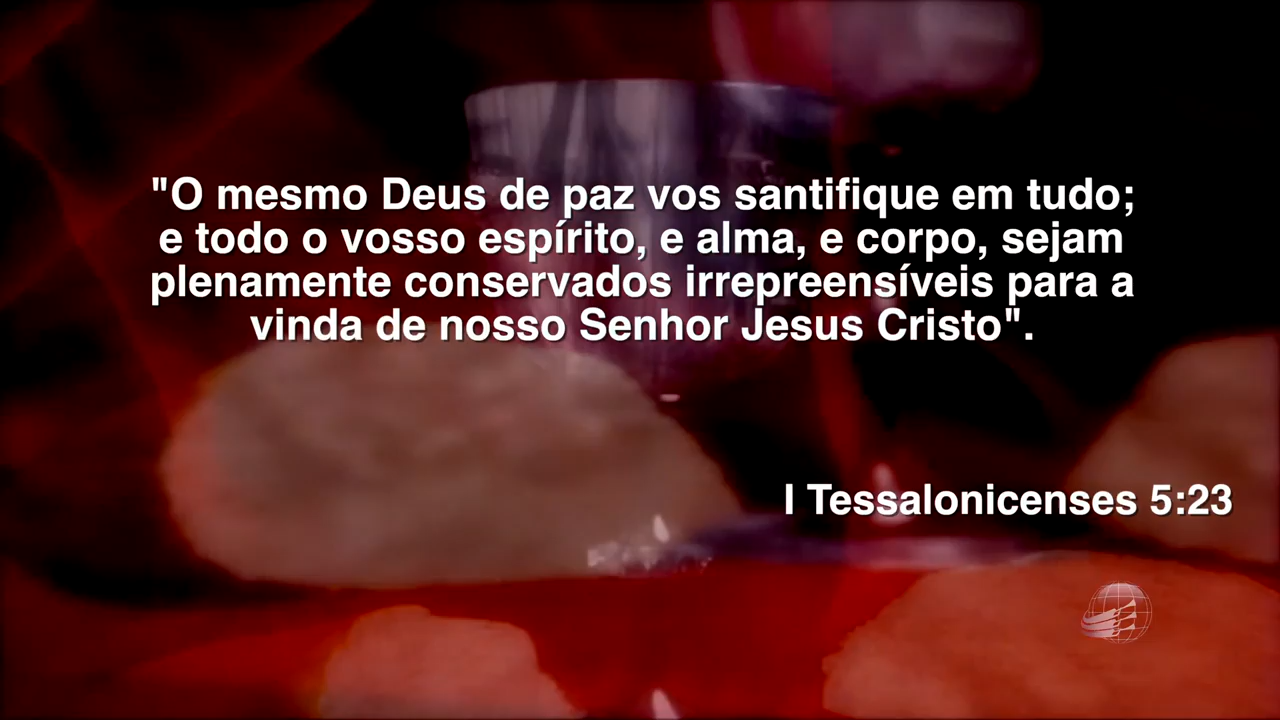 "O mesmo Deus de paz vos santifique em tudo;
e todo o vosso espírito, e alma, e corpo, sejam
plenamente conservados irrepreensíveis para a
vinda de nosso Senhor Jesus Cristo".
I Tessalonicenses 5:23